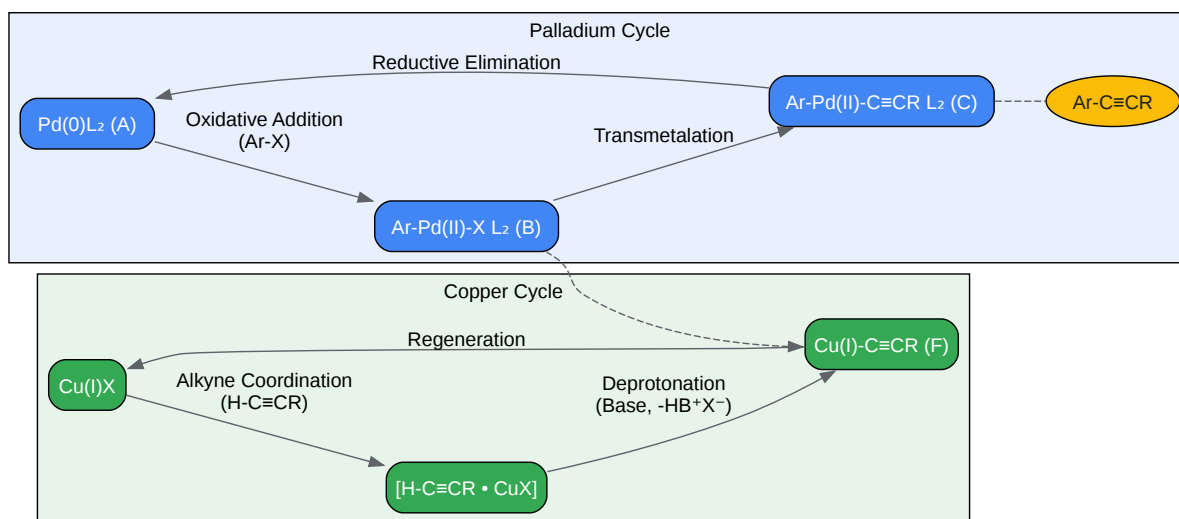 Palladium Cycle
Reductive Elimination
Pd(0)L₂ (A)
Oxidative Addition
(Ar-X)
Ar-Pd(II)-C≡CR L₂ (C)
Ar-C≡CR
Transmetalation
Ar-Pd(II)-X L₂ (B)
Copper Cycle
Regeneration
Cu(I)-C≡CR (F)
Cu(I)X
Alkyne Coordination
(H-C≡CR)
Deprotonation
(Base, -HB⁺X⁻)
[H-C≡CR • CuX]